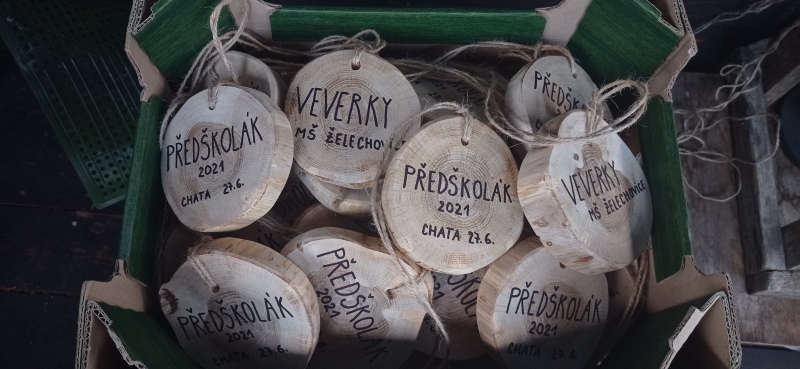 PŘEDŠKOLÁK
2021
CHATA 27.6.
VEVERKY
MŠ ŽELECHOVICE
PŘEDŠKOLÁK
2021
CHATA 27.6.
VEVERKY
MŠ ŽELECHOVICE
PŘEDŠKOLÁK
2021
CHATA 27.6.
PŘEDŠKOLÁK
2021
PŘEDŠKOLÁK
2021
CHATA 27.6.